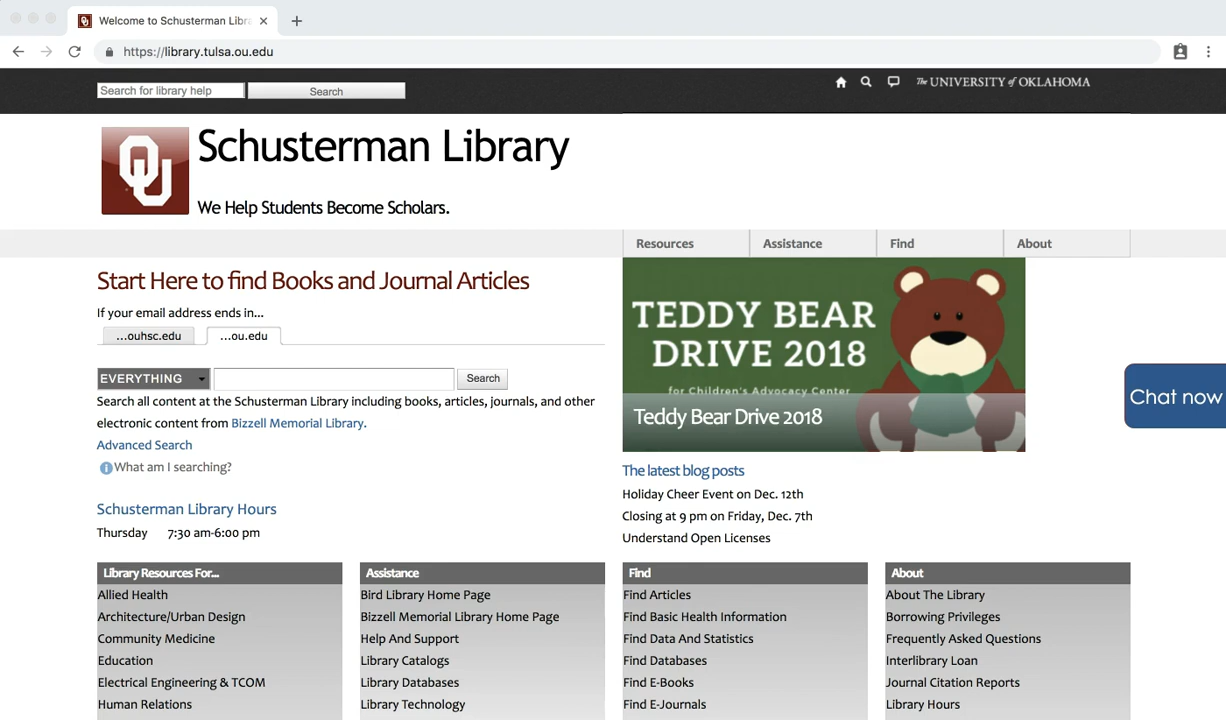 Welcome to Schusterman Libra
https://library.tulsa.ou.edu
Search for library help
Search
The UNIVERSITY of OKLAHOMA
OU
Schusterman Library
We Help Students Become Scholars.
Resources
Assistance
Find
About
Start Here to find Books and Journal Articles
If your email address ends in...
...ouhsc.edu
...ou.edu
EVERYTHING
Search
Search all content at the Schusterman Library including books, articles, journals, and other
electronic content from Bizzell Memorial Library.
Advanced Search
What am I searching?
Schusterman Library Hours
Thursday 7:30 am-6:00 pm
TEDDY BEAR
DRIVE 2018
for Children's Advocacy Center
Teddy Bear Drive 2018
The latest blog posts
Holiday Cheer Event on Dec. 12th
Closing at 9 pm on Friday, Dec. 7th
Understand Open Licenses
Chat now
Library Resources For...
Allied Health
Architecture/Urban Design
Community Medicine
Education
Electrical Engineering & TCOM
Human Relations
Assistance
Bird Library Home Page
Bizzell Memorial Library Home Page
Help And Support
Library Catalogs
Library Databases
Library Technology
Find
Find Articles
Find Basic Health Information
Find Data And Statistics
Find Databases
Find E-Books
Find E-Journals
About
About The Library
Borrowing Privileges
Frequently Asked Questions
Interlibrary Loan
Journal Citation Reports
Library Hours